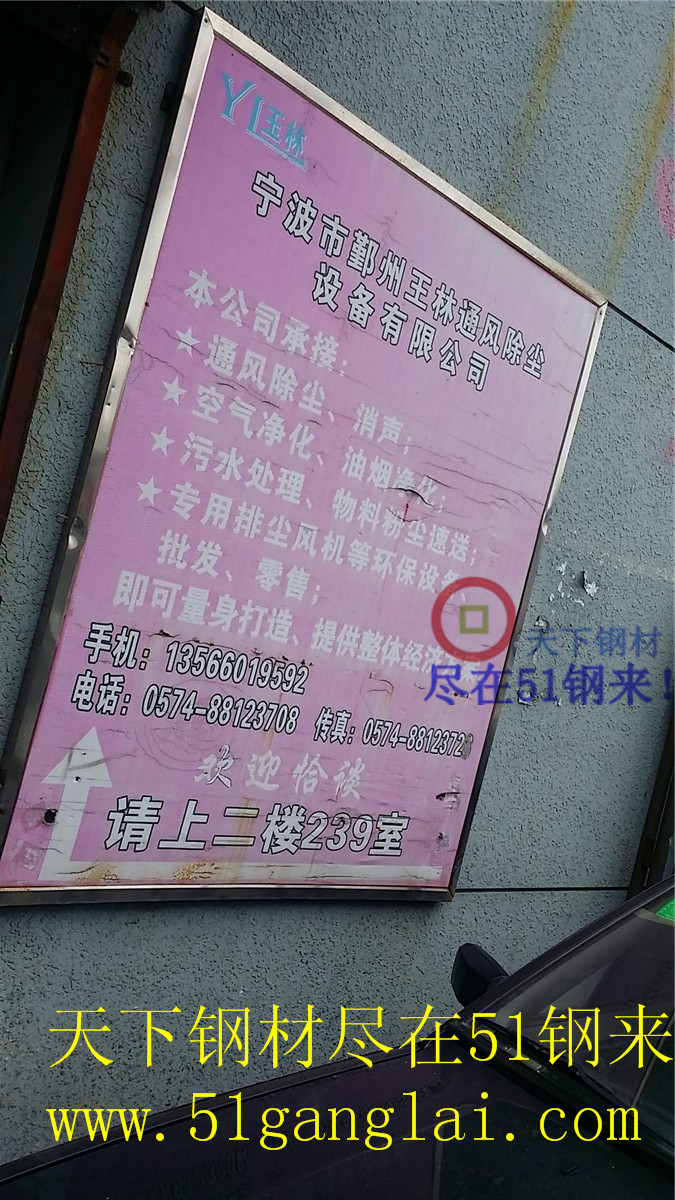 YL玉林
宁波市鄞州玉林通风除尘
设备有限公司
本公司承接:
★通风除尘、消声;
★空气净化、油烟净化;
★污水处理、物料粉尘速送;
★专用排尘风机等环保设备、
批发、零售;
即可量身打造、提供整体经济
手机：13566019592
电话：0574-88123708 传真：0574-8812372
欢迎恰谈
请上二楼239室
天下钢材
尽在51钢来!
天下钢材尽在51钢来
www.51ganglai.com